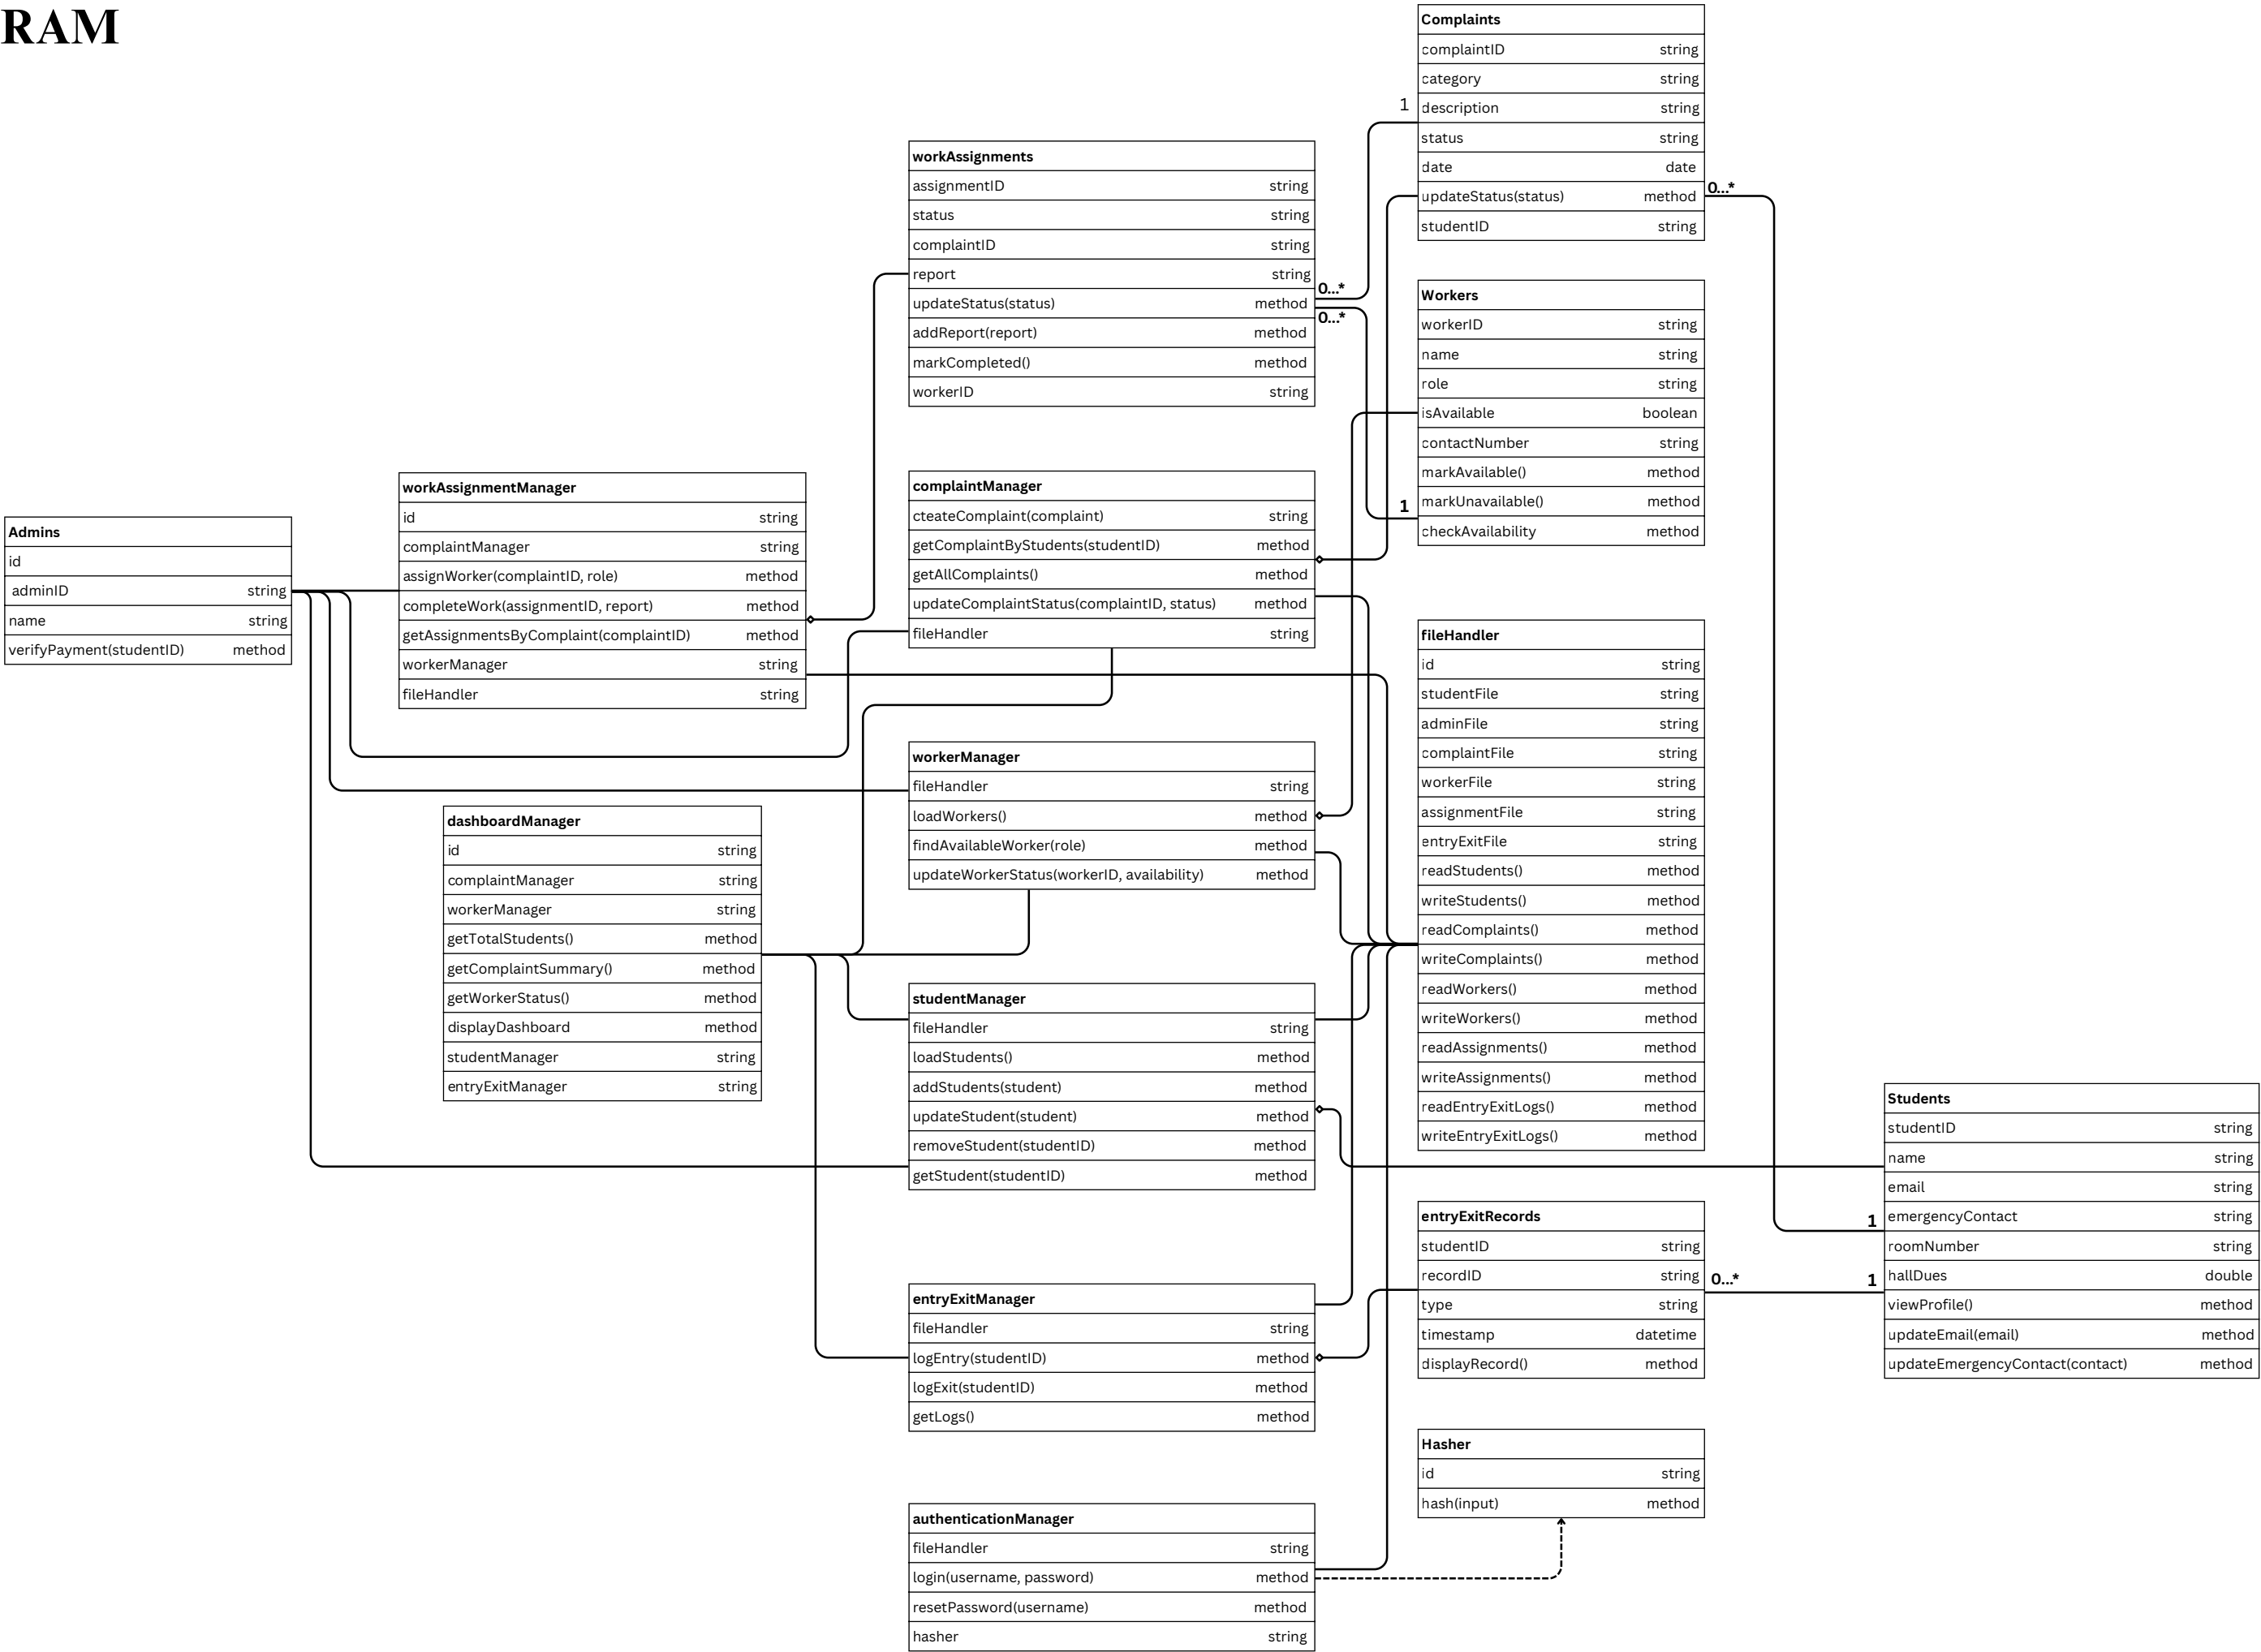 RAM
Complaints
complaintID string
category string
description string
status string
date date
updateStatus(status) method
studentID string
1
0...*
workAssignments
assignmentID string
status string
complaintID string
report string
updateStatus(status) method
addReport(report) method
markCompleted() method
workerID string
0...*
0...*
Workers
workerID string
name string
role string
isAvailable boolean
contactNumber string
markAvailable() method
markUnavailable() method
checkAvailability method
1
workAssignmentManager
id string
complaintManager string
assignWorker(complaintID, role) method
completeWork(assignmentID, report) method
getAssignmentsByComplaint(complaintID) method
workerManager string
fileHandler string
complaintManager
cteateComplaint(complaint) string
getComplaintByStudents(studentID) method
getAllComplaints() method
updateComplaintStatus(complaintID, status) method
fileHandler string
Admins
id
adminID string
name string
verifyPayment(studentID) method
fileHandler
id string
studentFile string
adminFile string
complaintFile string
workerFile string
assignmentFile string
entryExitFile string
readStudents() method
writeStudents() method
readComplaints() method
writeComplaints() method
readWorkers() method
writeWorkers() method
readAssignments() method
writeAssignments() method
readEntryExitLogs() method
writeEntryExitLogs() method
workerManager
fileHandler string
loadWorkers() method
findAvailableWorker(role) method
updateWorkerStatus(workerID, availability) method
dashboardManager
id string
complaintManager string
workerManager string
getTotalStudents() method
getComplaintSummary() method
getWorkerStatus() method
displayDashboard method
studentManager string
entryExitManager string
studentManager
fileHandler string
loadStudents() method
addStudents(student) method
updateStudent(student) method
removeStudent(studentID) method
getStudent(studentID) method
Students
studentID string
name string
email string
emergencyContact string
roomNumber string
hallDues double
viewProfile() method
updateEmail(email) method
updateEmergencyContact(contact) method
1
1
entryExitRecords
studentID string
recordID string
type string
timestamp datetime
displayRecord() method
0...*
entryExitManager
fileHandler string
logEntry(studentID) method
logExit(studentID) method
getLogs() method
Hasher
id string
hash(input) method
authenticationManager
fileHandler string
login(username, password) method
resetPassword(username) method
hasher string